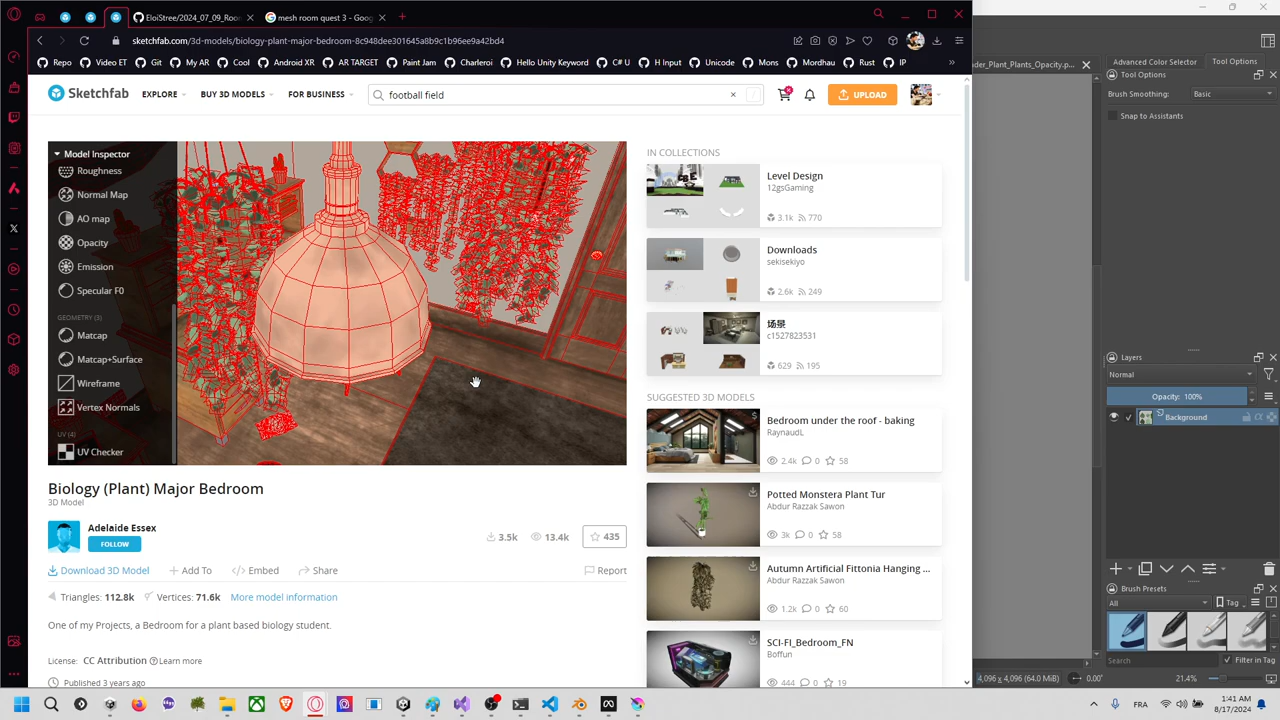 EloiStree/2024_07_09_Room
mesh room quest 3 - Goog
sketchfab.com/3d-models/biology-plant-major-bedroom-8c948dee301645a8b9c1b96ee9a42bd4
Repo
Video ET
Git
My AR
Cool
Android XR
AR TARGET
Paint Jam
Charleroi
Hello Unity Keyword
C# U
H Input
Unicode
Mons
Mordhau
Rust
IP
»
Sketchfab
EXPLORE
BUY 3D MODELS
FOR BUSINESS
football field
/
UPLOAD
Model Inspector
Roughness
Normal Map
AO map
Opacity
Emission
Specular F0
GEOMETRY (3)
Matcap
Matcap+Surface
Wireframe
Vertex Normals
UV (4)
UV Checker
Biology (Plant) Major Bedroom
3D Model
Adelaide Essex
FOLLOW
3.5k
13.4k
435
Download 3D Model
Add To
Embed
Share
Report
Triangles: 112.8k
Vertices: 71.6k
More model information
One of my Projects, a Bedroom for a plant based biology student.
License: CC Attribution
Learn more
Published 3 years ago
IN COLLECTIONS
Level Design
12gsGaming
3.1k
770
Downloads
sekisekiyo
2.6k
249
场景
c1527823531
629
195
SUGGESTED 3D MODELS
Bedroom under the roof - baking
RaynaudL
2.4k
0
58
Potted Monstera Plant Tur
Abdur Razzak Sawon
3k
0
58
Autumn Artificial Fittonia Hanging ...
Abdur Razzak Sawon
1.2k
0
60
SCI-FI_Bedroom_FN
Boffun
444
0
19
der_Plant_Plants_Opacity.p...
Advanced Color Selector
Tool Options
Tool Options
Brush Smoothing:
Basic
Snap to Assistants
Layers
Normal
Opacity: 100%
Background
Brush Presets
All
Tag
Search
Filter in Tag
4,096 x 4,096 (64.0 MiB)
0.00°
21.4%
FRA
1:41 AM
8/17/2024